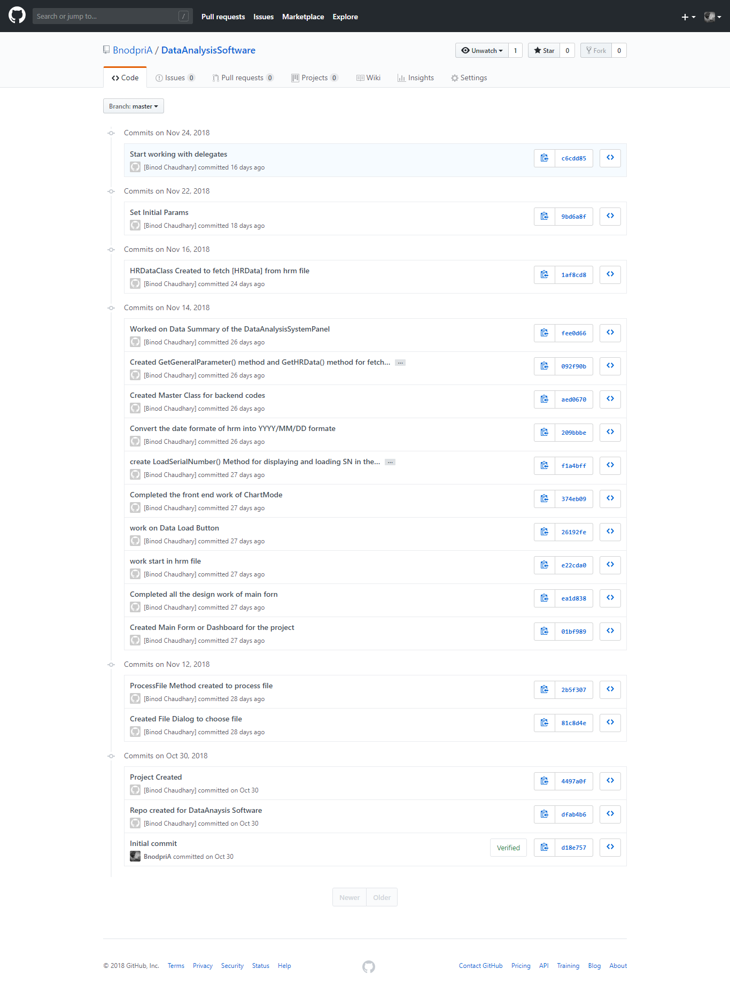 Search or jump to... /
Pull requests Issues Marketplace Explore
BnodpriA / DataAnalysisSoftware
Unwatch 1 Star 0 Fork 0
Code Issues 0 Pull requests 0 Projects 0 Wiki Insights Settings
Branch: master
Commits on Nov 24, 2018
Start working with delegates
[Binod Chaudhary] committed 16 days ago
c6cdd85
Commits on Nov 22, 2018
Set Initial Params
[Binod Chaudhary] committed 18 days ago
9bd6a8f
Commits on Nov 16, 2018
HRDataClass Created to fetch [HRData] from hrm file
[Binod Chaudhary] committed 24 days ago
1af8cd8
Commits on Nov 14, 2018
Worked on Data Summary of the DataAnalysisSystemPanel
[Binod Chaudhary] committed 26 days ago
fee0d66
Created GetGeneralParameter() method and GetHRData() method for fetch... ...
[Binod Chaudhary] committed 26 days ago
092f90b
Created Master Class for backend codes
[Binod Chaudhary] committed 26 days ago
aed0670
Convert the date formate of hrm into YYYY/MM/DD formate
[Binod Chaudhary] committed 26 days ago
209bbbe
create LoadSerialNumber() Method for displaying and loading SN in the... ...
[Binod Chaudhary] committed 27 days ago
f1a4bff
Completed the front end work of ChartMode
[Binod Chaudhary] committed 27 days ago
374eb09
work on Data Load Button
[Binod Chaudhary] committed 27 days ago
26192fe
work start in hrm file
[Binod Chaudhary] committed 27 days ago
e22cda0
Completed all the design work of main forn
[Binod Chaudhary] committed 27 days ago
ea1d838
Created Main Form or Dashboard for the project
[Binod Chaudhary] committed 27 days ago
01bf989
Commits on Nov 12, 2018
ProcessFile Method created to process file
[Binod Chaudhary] committed 28 days ago
2b5f307
Created File Dialog to choose file
[Binod Chaudhary] committed 28 days ago
81c8d4e
Commits on Oct 30, 2018
Project Created
[Binod Chaudhary] committed on Oct 30
4497a0f
Repo created for DataAnaysis Software
[Binod Chaudhary] committed on Oct 30
dfab4b6
Initial commit
BnodpriA committed on Oct 30
Verified d18e757
Newer Older
© 2018 GitHub, Inc. Terms Privacy Security Status Help
Contact GitHub Pricing API Training Blog About